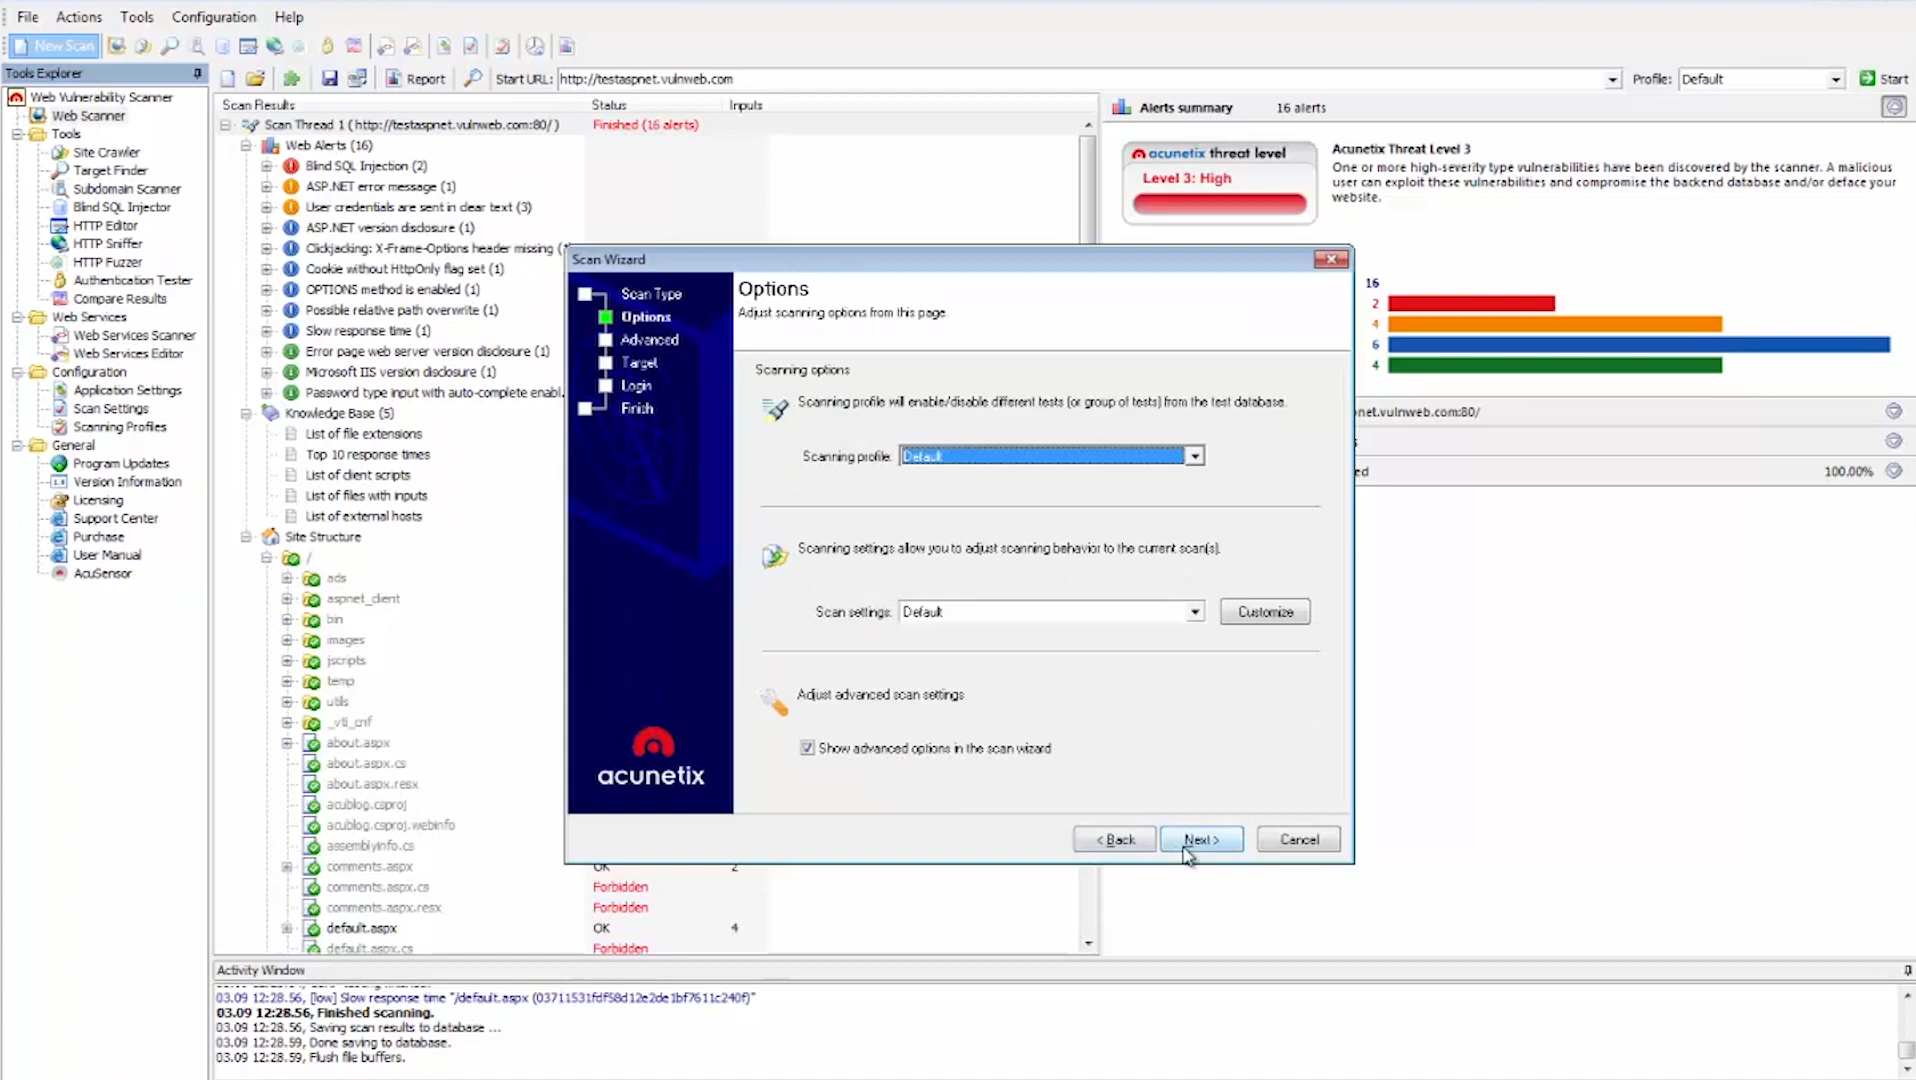 File Actions Tools Configuration Help
New Scan
Tools Explorer
Web Vulnerability Scanner
Web Scanner
Tools
Site Crawler
Target Finder
Subdomain Scanner
Blind SQL Injector
HTTP Editor
HTTP Sniffer
HTTP Fuzzer
Authentication Tester
Compare Results
Web Services
Web Services Scanner
Web Services Editor
Configuration
Application Settings
Scan Settings
Scanning Profiles
General
Program Updates
Version Information
Licensing
Support Center
Purchase
User Manual
AcuSensor
Report Start URL: http://testaspnet.vulnweb.com Profile: Default Start
Scan Results Status Inputs
Scan Thread 1 ( http://testaspnet.vulnweb.com:80/ ) Finished (16 alerts)
Web Alerts (16)
Blind SQL Injection (2)
ASP.NET error message (1)
User credentials are sent in clear text (3)
ASP.NET version disclosure (1)
Clickjacking: X-Frame-Options header missing (
Cookie without HttpOnly flag set (1)
OPTIONS method is enabled (1)
Possible relative path overwrite (1)
Slow response time (1)
Error page web server version disclosure (1)
Microsoft IIS version disclosure (1)
Password type input with auto-complete enabl.
Knowledge Base (5)
List of file extensions
Top 10 response times
List of client scripts
List of files with inputs
List of external hosts
Site Structure
/
ads
aspnet_client
bin
images
jscripts
temp
utils
_vti_cnf
about.aspx
about.aspx.cs
about.aspx.resx
acublog.csproj
acublog.csproj.webinfo
assemblyinfo.cs
comments.aspx OK 2
comments.aspx.cs Forbidden
comments.aspx.resx Forbidden
default.aspx OK 4
default.aspx.cs Forbidden
Alerts summary 16 alerts
acunetix threat level
Level 3: High
Acunetix Threat Level 3
One or more high-severity type vulnerabilities have been discovered by the scanner. A malicious
user can exploit these vulnerabilities and compromise the backend database and/or deface your
website.
16
2
4
6
4
net.vulnweb.com:80/
s
ed 100.00%
Scan Wizard
Scan Type
Options
Advanced
Target
Login
Finish
acunetix
Options
Adjust scanning options from this page.
Scanning options
Scanning profile will enable/disable different tests (or group of tests) from the test database.
Scanning profile: Default
Scanning settings allow you to adjust scanning behavior to the current scan(s).
Scan settings: Default Customize
Adjust advanced scan settings
Show advanced options in the scan wizard
< Back Next > Cancel
Activity Window
03.09 12:28.56, [low] Slow response time "/default.aspx (03711531fdf58d12e2de1bf7611c240f)"
03.09 12:28.56, Finished scanning.
03.09 12:28.56, Saving scan results to database ...
03.09 12:28.59, Done saving to database.
03.09 12:28.59, Flush file buffers.